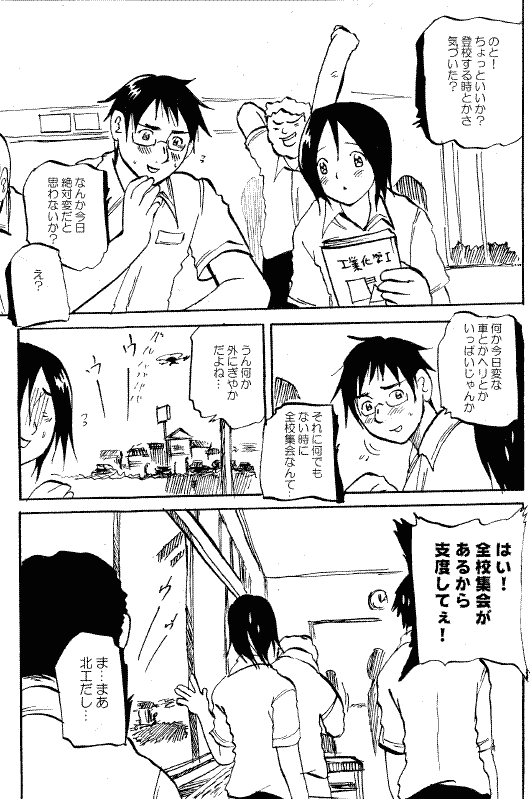 のと！
ちょっといいか？
登校する時とかさ
気づいた？
なんか今日
絶対変だと
思わないか？
え？
工業化学I
何か今日変な
車とかヘリとか
いっぱいじゃんか
それに何でも
ない時に
全校集会なんて…
うん何か
外にぎやか
だよね…
はい！
全校集会が
あるから
支度してぇ！
ま…まあ
北工だし…